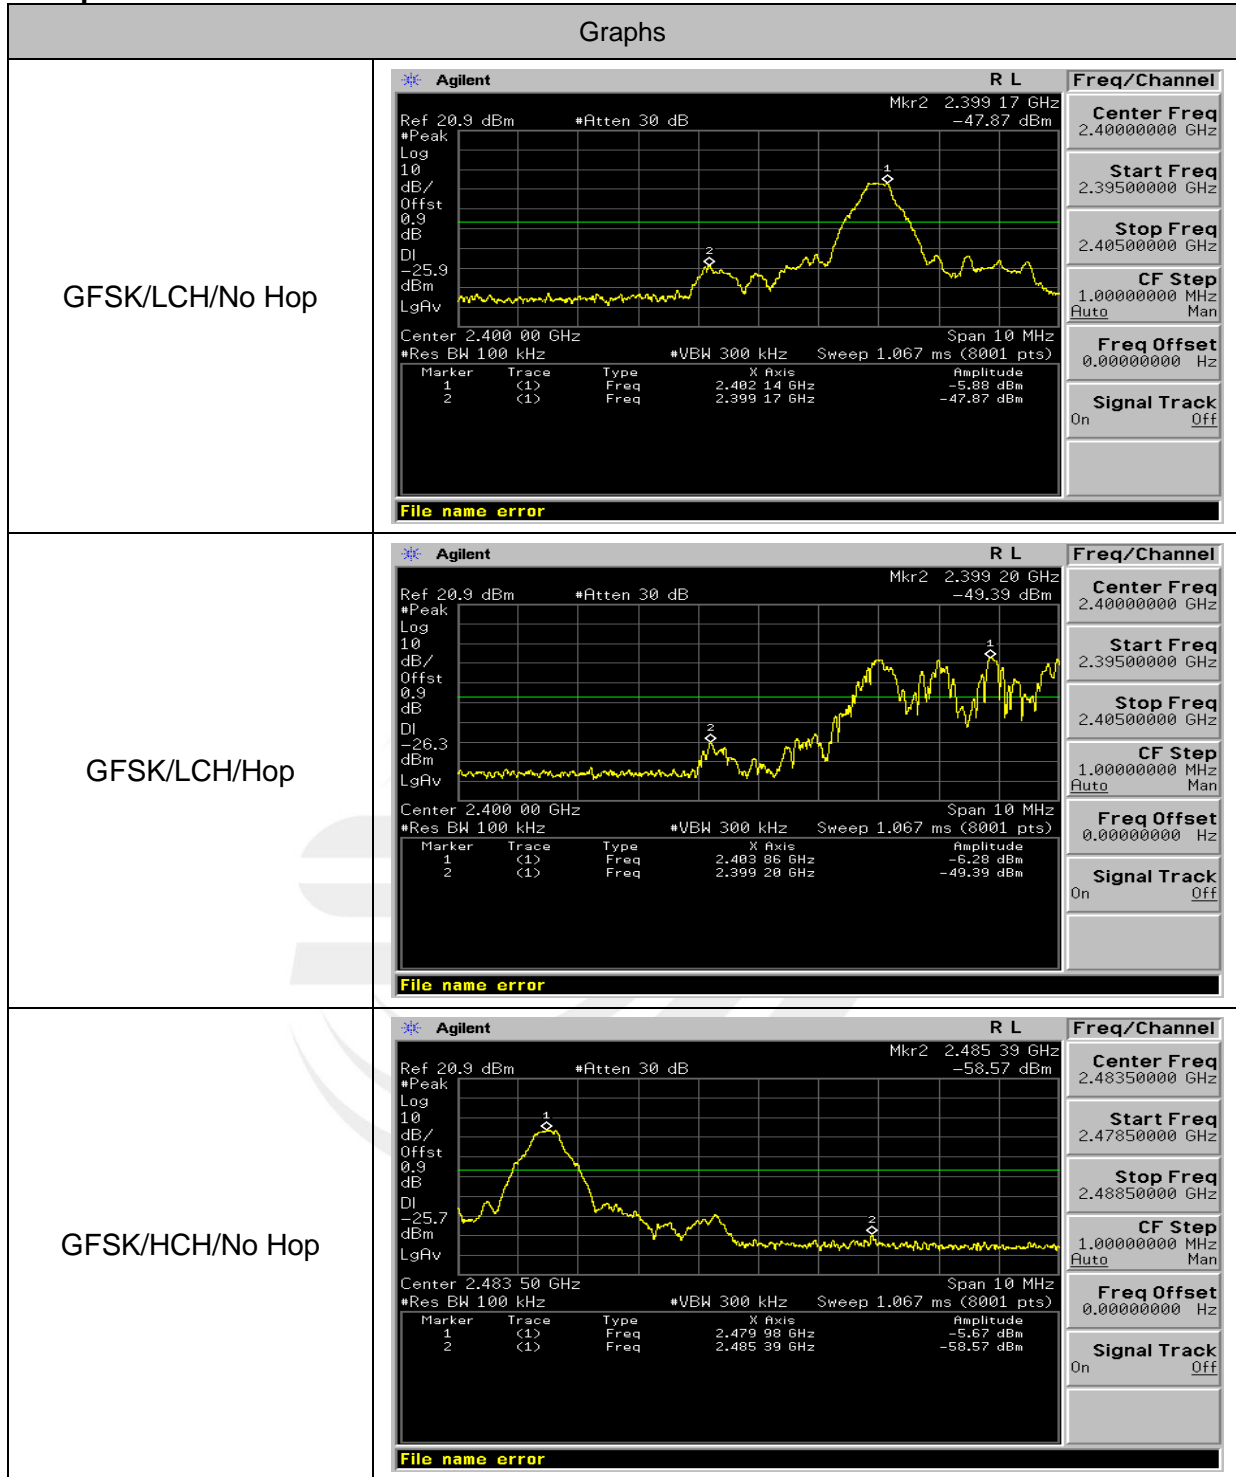 Graphs
GFSK/LCH/No Hop
Agilent R L Freq/Channel
Mkr2 2.399 17 GHz
Ref 20.9 dBm #Atten 30 dB -47.87 dBm
#Peak
Log
10
dB/
Offst
0.9
dB
DI
-25.9
dBm
LgAv
1
2
Center 2.400 00 GHz Span 10 MHz
#Res BW 100 kHz #VBW 300 kHz Sweep 1.067 ms (8001 pts)
Marker Trace Type X Axis Amplitude
1 (1) Freq 2.402 14 GHz -5.88 dBm
2 (1) Freq 2.399 17 GHz -47.87 dBm
File name error
Center Freq
2.40000000 GHz
Start Freq
2.39500000 GHz
Stop Freq
2.40500000 GHz
CF Step
1.00000000 MHz
Auto Man
Freq Offset
0.00000000 Hz
Signal Track
On Off
GFSK/LCH/Hop
Agilent R L Freq/Channel
Mkr2 2.399 20 GHz
Ref 20.9 dBm #Atten 30 dB -49.39 dBm
#Peak
Log
10
dB/
Offst
0.9
dB
DI
-26.3
dBm
LgAv
1
2
Center 2.400 00 GHz Span 10 MHz
#Res BW 100 kHz #VBW 300 kHz Sweep 1.067 ms (8001 pts)
Marker Trace Type X Axis Amplitude
1 (1) Freq 2.403 86 GHz -6.28 dBm
2 (1) Freq 2.399 20 GHz -49.39 dBm
File name error
Center Freq
2.40000000 GHz
Start Freq
2.39500000 GHz
Stop Freq
2.40500000 GHz
CF Step
1.00000000 MHz
Auto Man
Freq Offset
0.00000000 Hz
Signal Track
On Off
GFSK/HCH/No Hop
Agilent R L Freq/Channel
Mkr2 2.485 39 GHz
Ref 20.9 dBm #Atten 30 dB -58.57 dBm
#Peak
Log
10
dB/
Offst
0.9
dB
DI
-25.7
dBm
LgAv
1
2
Center 2.483 50 GHz Span 10 MHz
#Res BW 100 kHz #VBW 300 kHz Sweep 1.067 ms (8001 pts)
Marker Trace Type X Axis Amplitude
1 (1) Freq 2.479 98 GHz -5.67 dBm
2 (1) Freq 2.485 39 GHz -58.57 dBm
File name error
Center Freq
2.48350000 GHz
Start Freq
2.47850000 GHz
Stop Freq
2.48850000 GHz
CF Step
1.00000000 MHz
Auto Man
Freq Offset
0.00000000 Hz
Signal Track
On Off